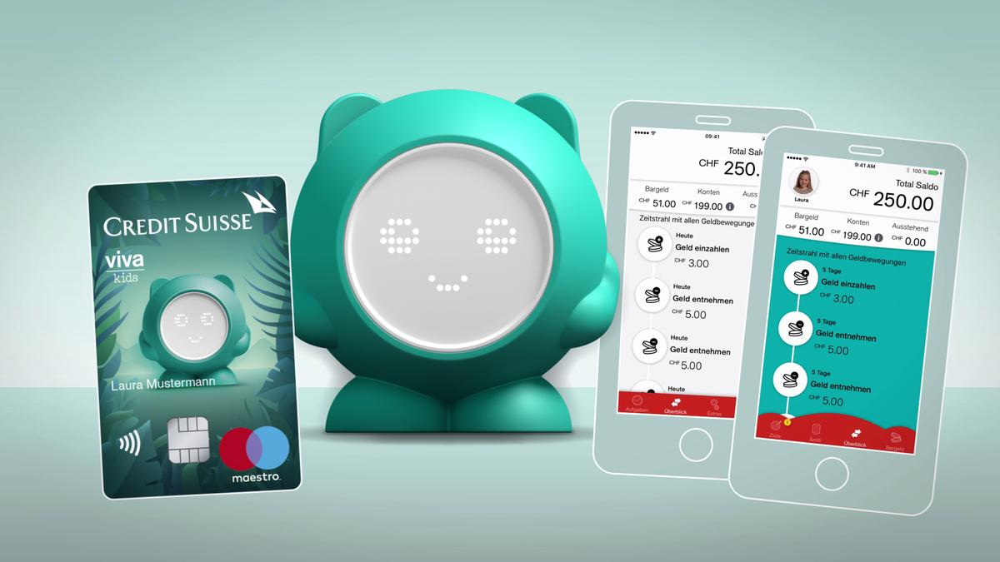 CREDIT SUISSE
viva
kids
Laura Mustermann
maestro
09:41
Total
CHF 250.
Bargeld
Konten
CHF 51.00
CHF 199.00
CHF
Zeitstrahl mit allen Geldbewegunge
Heute
Geld einzahlen
CHF 3.00
Heute
Geld entnehmen
CHF 5.00
Heute
Geld entnehmen
CHF 5.00
Heute
Aufgaben
Überblick
Extras
9:41 AM
100 %
Laura
Total Saldo
CHF 250.00
Bargeld
Konten
Ausstehend
CHF 51.00
CHF 199.00
CHF 0.00
Zeitstrahl mit allen Geldbewegungen
5 Tage
Geld einzahlen
CHF 3.00
5 Tage
Geld entnehmen
CHF 5.00
5 Tage
Geld entnehmen
CHF 5.00
Ziele
Ämtli
Überblick
Bargeld